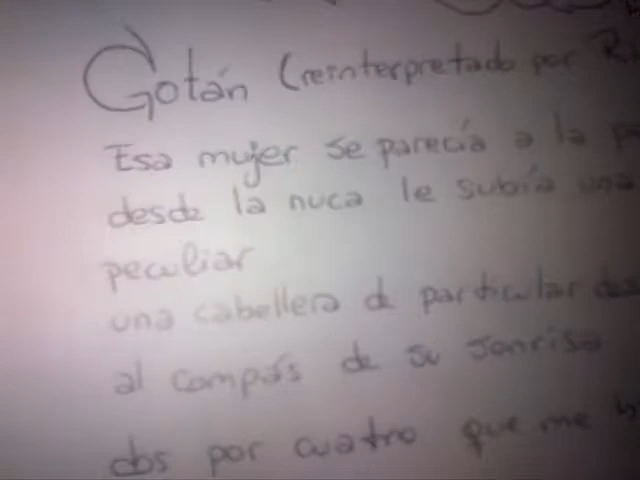 Gotán (reinterpretado por
Esa mujer se parecía a la
desde la nuca le subía una
peculiar
una cabellera de particular
al compás de su sonrisa
dos por cuatro que me